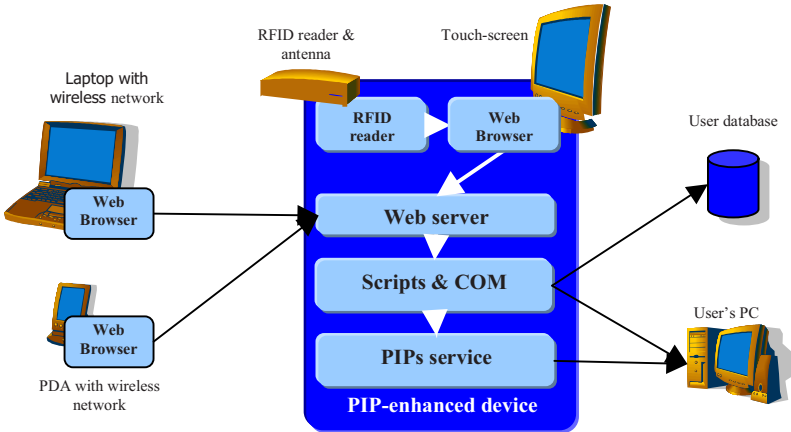 RFID reader &
antenna
Touch-screen
Laptop with
wireless network
RFID
reader
Web
Browser
User database
Web
Browser
Web server
Scripts & COM
User's PC
Web
Browser
PIPs service
PDA with wireless
network
PIP-enhanced device